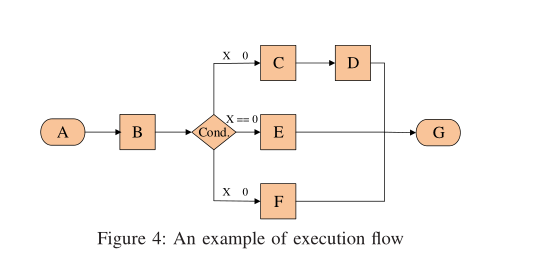 X 0
C
D
A
B
Cond.
X == 0
E
G
X 0
F
Figure 4: An example of execution flow